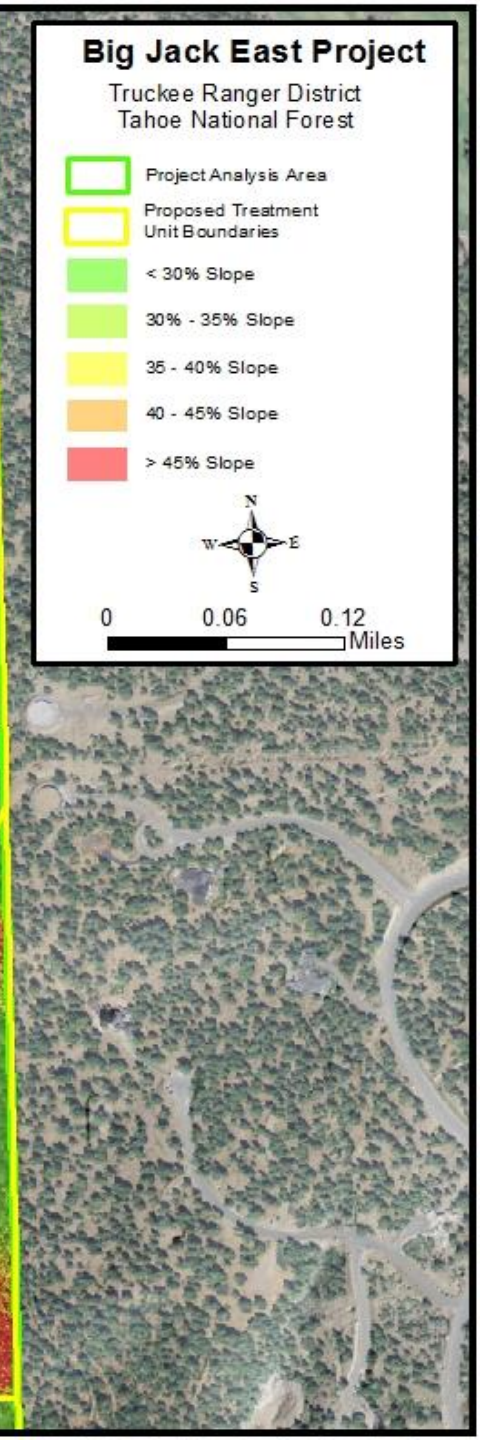 Big Jack East Project
Truckee Ranger District
Tahoe National Forest
Project Analysis Area
Proposed Treatment
Unit Boundaries
< 30% Slope
30% - 35% Slope
35 - 40% Slope
40 - 45% Slope
> 45% Slope
N
W E
S
0 0.06 0.12
Miles